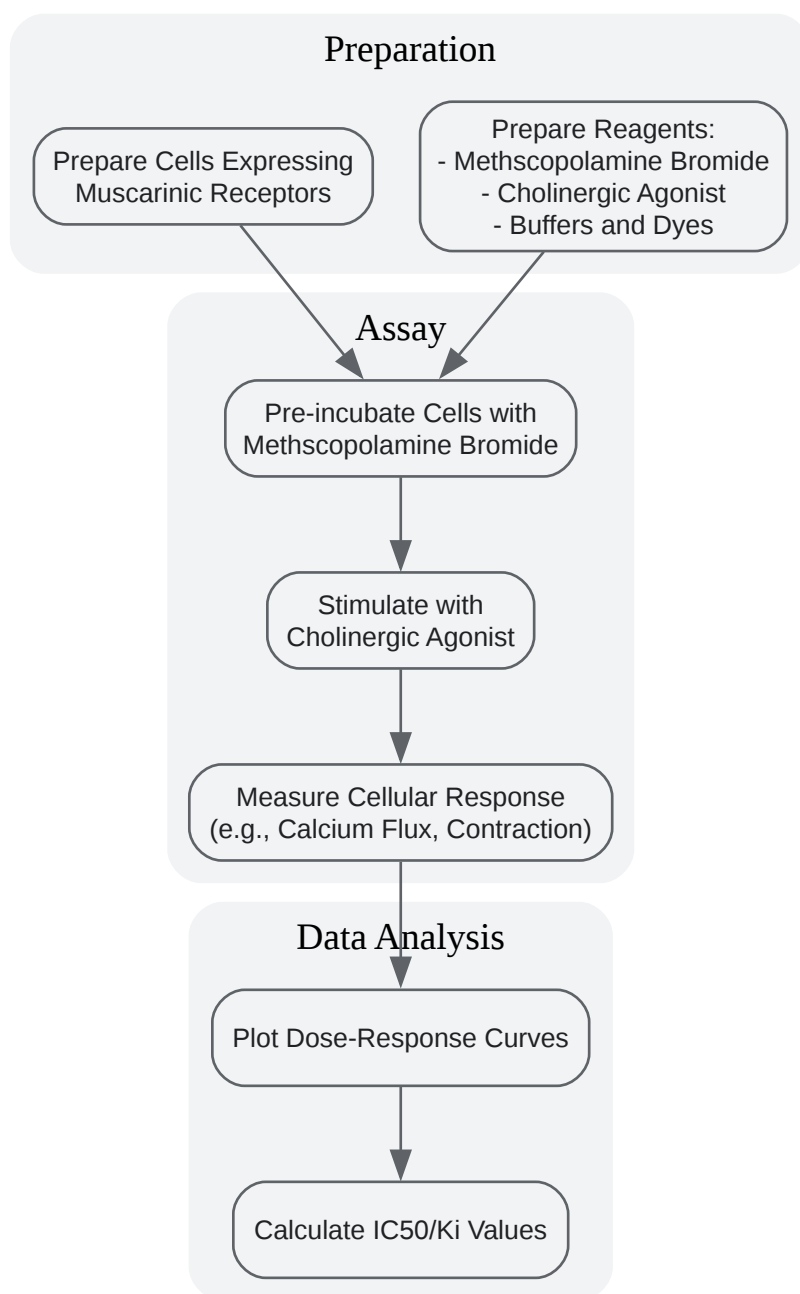 Preparation
Prepare Cells Expressing
Muscarinic Receptors
Prepare Reagents:
- Methscopolamine Bromide
- Cholinergic Agonist
- Buffers and Dyes
Assay
Pre-incubate Cells with
Methscopolamine Bromide
Stimulate with
Cholinergic Agonist
Measure Cellular Response
(e.g., Calcium Flux, Contraction)
Data Analysis
Plot Dose-Response Curves
Calculate IC50/Ki Values